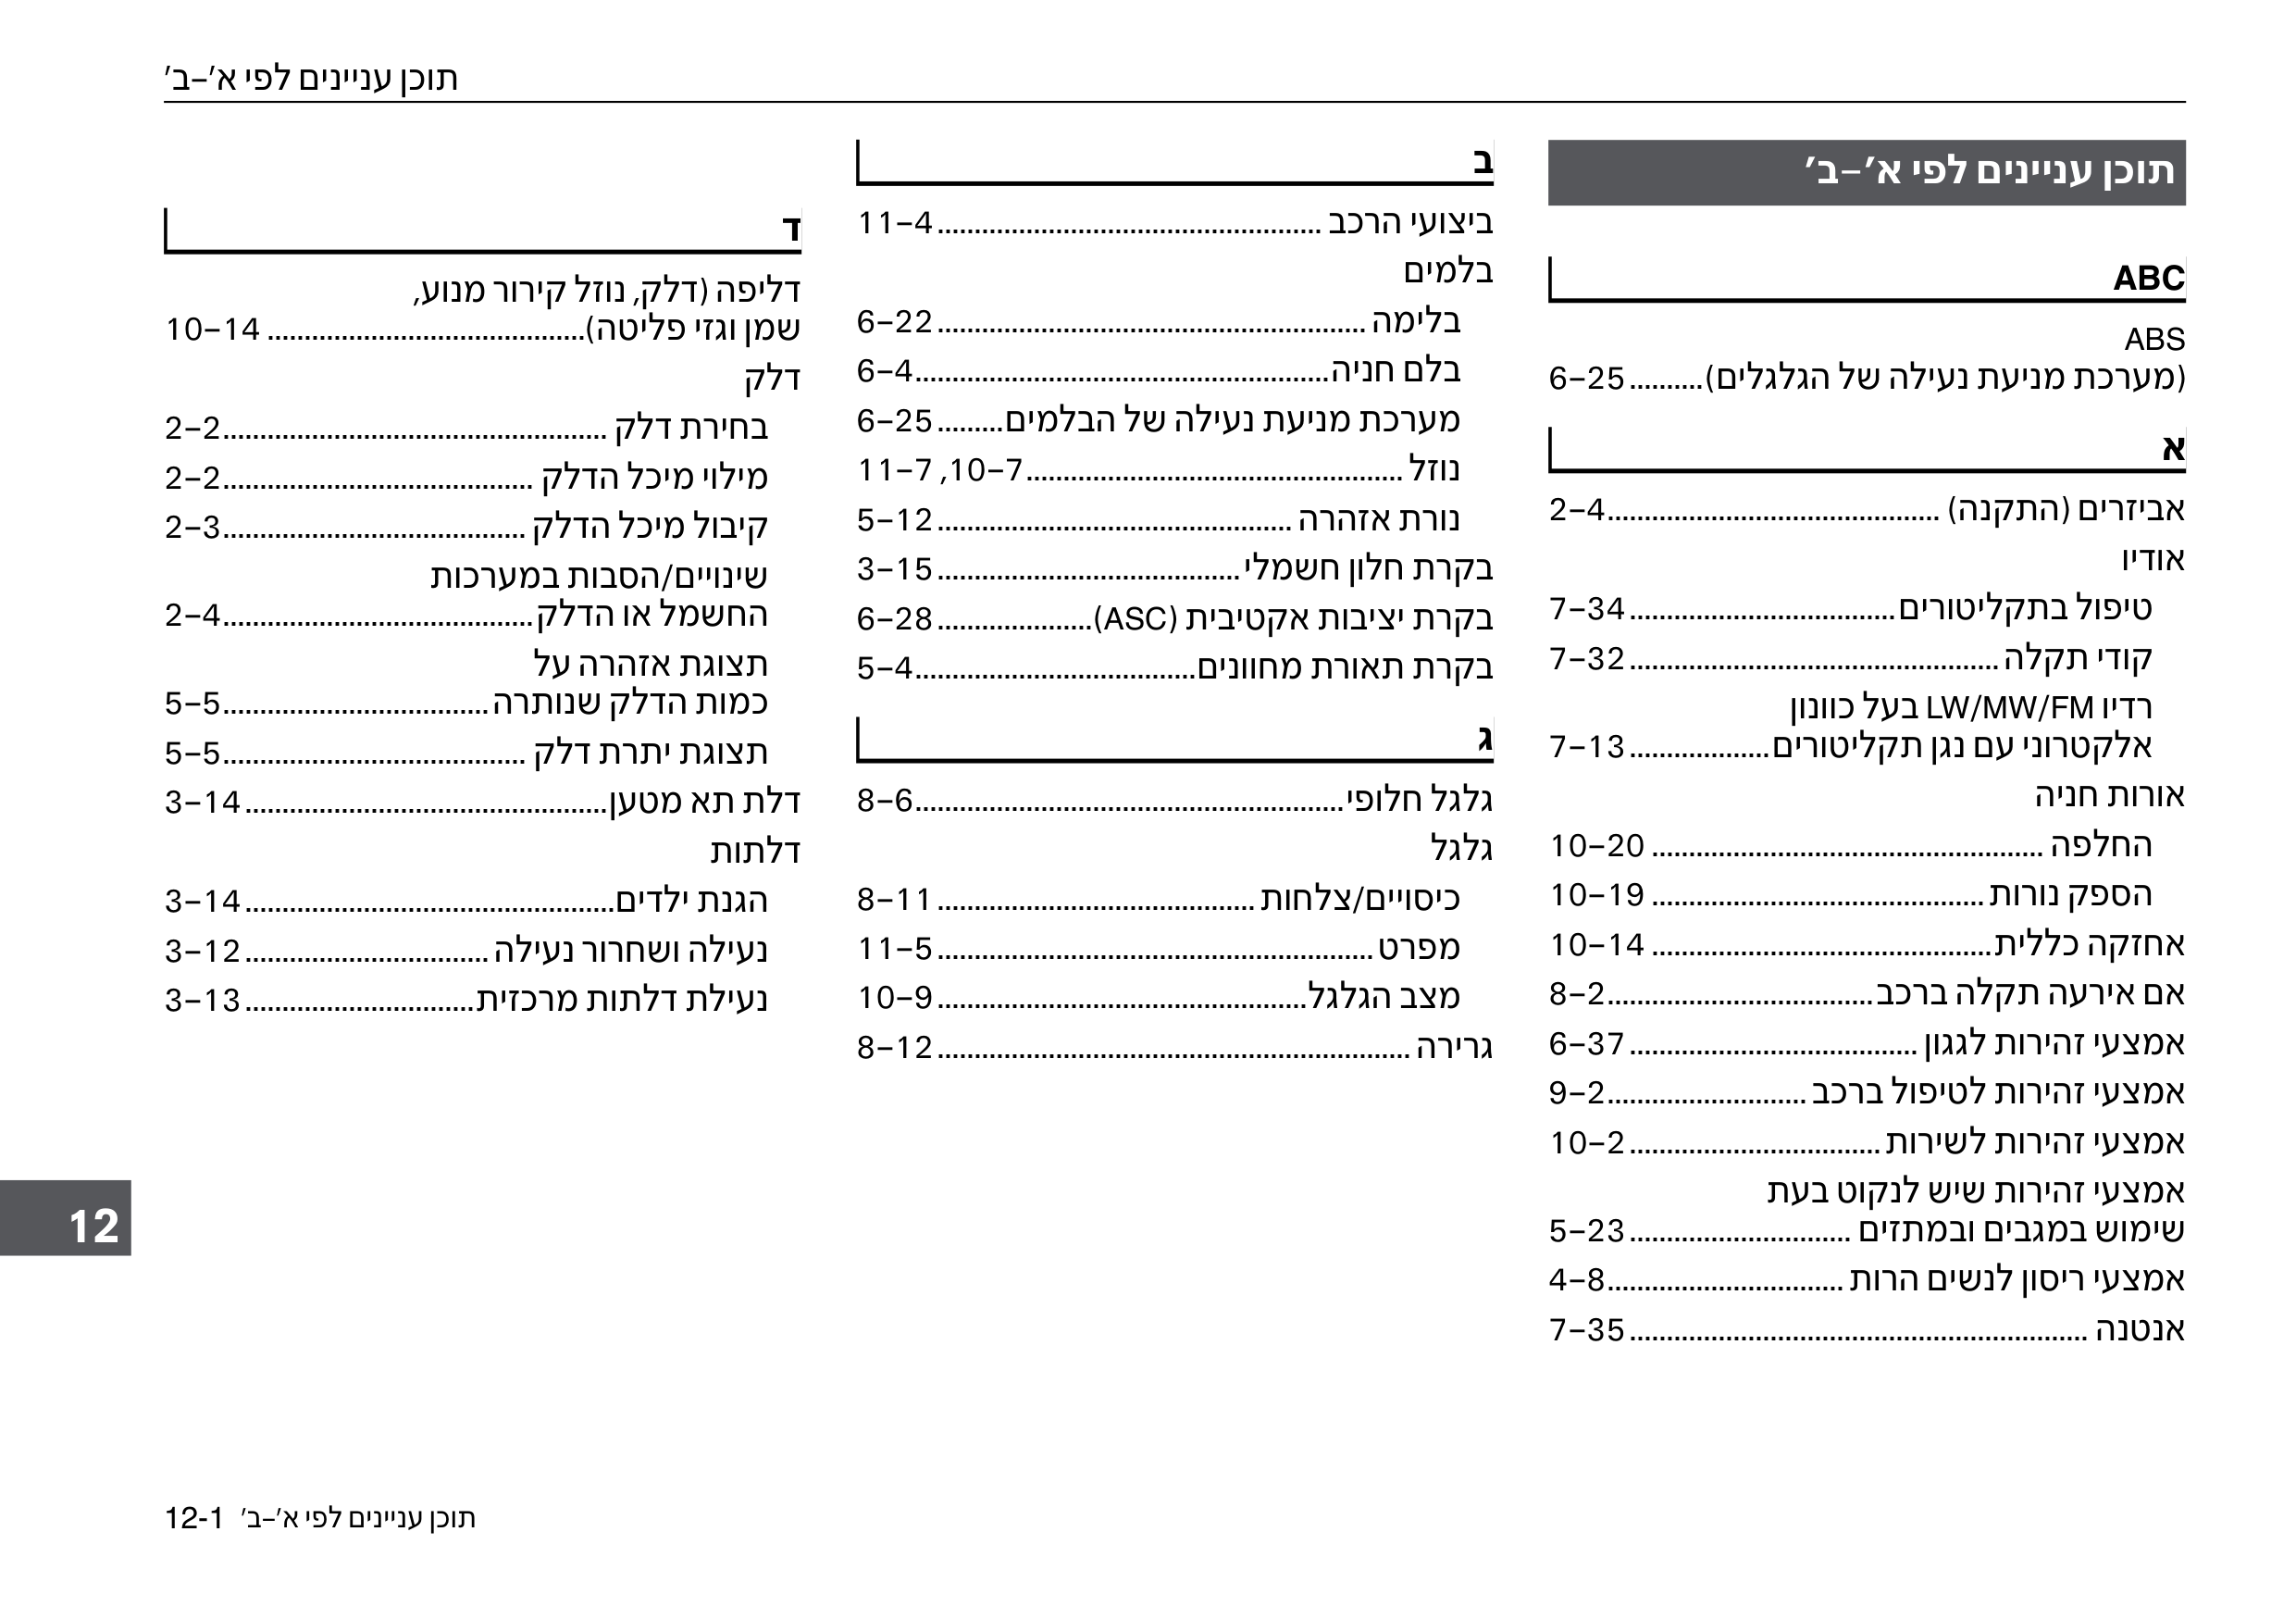 תוכן עניינים לפי א'–ב'
תוכן עניינים לפי א'–ב'
ABC
ABS
(מערכת מניעת נעילה של הגלגלים).......... 6–25
א
אביזרים (התקנה) ............................................. 2–4
אודיו
טיפול בתקליטורים.................................... 7–34
קודי תקלה .................................................. 7–32
רדיו LW/MW/FM בעל כוונון
אלקטרוני עם נגן תקליטורים................... 7–13
אורות חניה
החלפה ..................................................... 10–20
הספק נורות ............................................. 10–19
אחזקה כללית.............................................. 10–14
אם אירעה תקלה ברכב.................................... 8–2
אמצעי זהירות לגגון ....................................... 6–37
אמצעי זהירות לטיפול ברכב ........................... 9–2
אמצעי זהירות לשירות .................................. 10–2
אמצעי זהירות שיש לנקוט בעת
שימוש במגבים ובמתזים .............................. 5–23
אמצעי ריסון לנשים הרות ................................ 4–8
אנטנה .............................................................. 7–35
ב
ביצועי הרכב .................................................... 11–4
בלמים
בלימה .......................................................... 6–22
בלם חניה........................................................ 6–4
מערכת מניעת נעילה של הבלמים......... 6–25
נוזל ................................................... 10–7, 11–7
נורת אזהרה ................................................ 5–12
בקרת חלון חשמלי......................................... 3–15
בקרת יציבות אקטיבית (ASC)..................... 6–28
בקרת תאורת מחוונים...................................... 5–4
ג
גלגל חלופי.......................................................... 8–6
גלגל
כיסויים/צלחות ........................................... 8–11
מפרט ........................................................... 11–5
מצב הגלגל.................................................. 10–9
גרירה ................................................................ 8–12
ד
דליפה (דלק, נוזל קירור מנוע,
שמן וגזי פליטה)........................................... 10–14
דלק
בחירת דלק .................................................... 2–2
מילוי מיכל הדלק .......................................... 2–2
קיבול מיכל הדלק ......................................... 2–3
שינויים/הסבות במערכות
החשמל או הדלק.......................................... 2–4
תצוגת אזהרה על
כמות הדלק שנותרה.................................... 5–5
תצוגת יתרת דלק ......................................... 5–5
דלת תא מטען................................................. 3–14
דלתות
הגנת ילדים.................................................. 3–14
נעילה ושחרור נעילה ................................. 3–12
נעילת דלתות מרכזית............................... 3–13
12
תוכן עניינים לפי א'–ב' 12-1